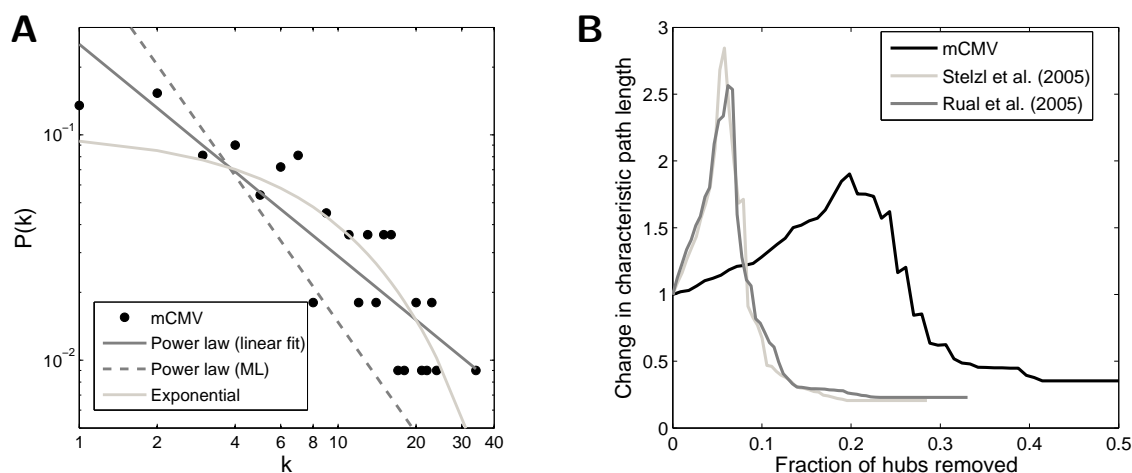 A
P(k)
10⁻¹
10⁻²
mCMV
Power law (linear fit)
Power law (ML)
Exponential
1 2 4 6 8 10 20 30 40
k
B
Change in characteristic path length
3
2.5
2
1.5
1
0.5
0
mCMV
Stelzl et al. (2005)
Rual et al. (2005)
0 0.1 0.2 0.3 0.4 0.5
Fraction of hubs removed